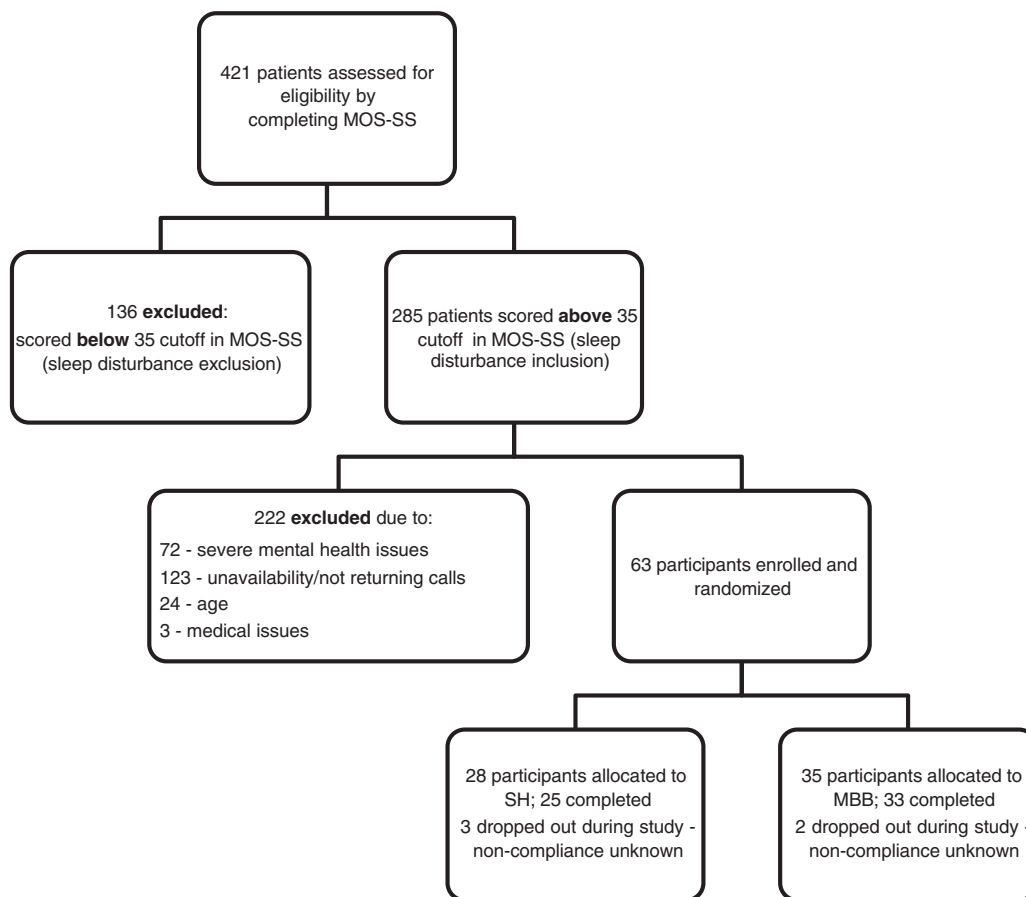 421 patients assessed for
eligibility by
completing MOS-SS
136 excluded:
scored below 35 cutoff in MOS-SS
(sleep disturbance exclusion)
285 patients scored above 35
cutoff in MOS-SS (sleep
disturbance inclusion)
222 excluded due to:
72 - severe mental health issues
123 - unavailability/not returning calls
24 - age
3 - medical issues
63 participants enrolled and
randomized
28 participants allocated to
SH; 25 completed
3 dropped out during study -
non-compliance unknown
35 participants allocated to
MBB; 33 completed
2 dropped out during study -
non-compliance unknown